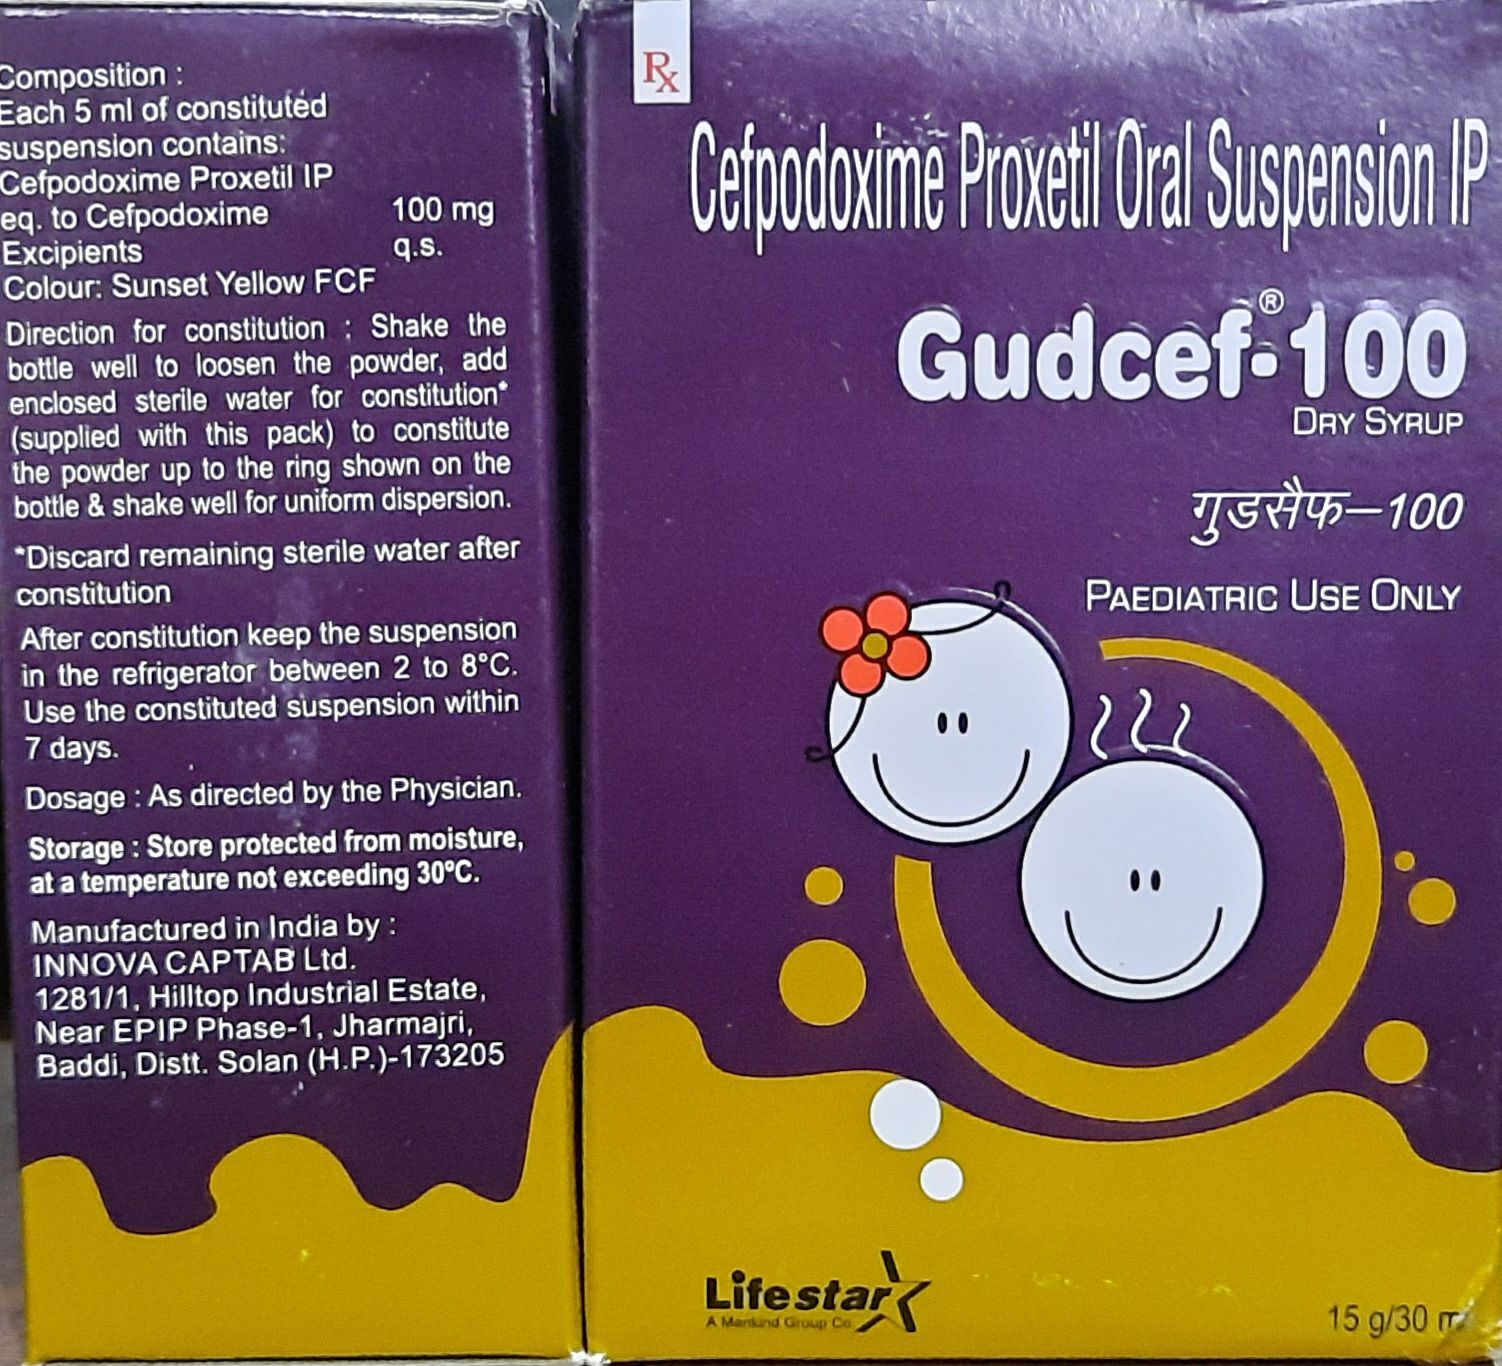 Composition :
Each 5 ml of constituted
suspension contains:
Cefpodoxime Proxetil IP
eq. to Cefpodoxime 100 mg
Excipients q.s.
Colour: Sunset Yellow FCF
Direction for constitution : Shake the
bottle well to loosen the powder, add
enclosed sterile water for constitution*
(supplied with this pack) to constitute
the powder up to the ring shown on the
bottle & shake well for uniform dispersion.
*Discard remaining sterile water after
constitution
After constitution keep the suspension
in the refrigerator between 2 to 8°C.
Use the constituted suspension within
7 days.
Dosage : As directed by the Physician.
Storage : Store protected from moisture,
at a temperature not exceeding 30ºC.
Manufactured in India by :
INNOVA CAPTAB Ltd.
1281/1, Hilltop Industrial Estate,
Near EPIP Phase-1, Jharmajri,
Baddi, Distt. Solan (H.P.)-173205
Rx
Cefpodoxime Proxetil Oral Suspension IP
Gudcef®-100
DRY SYRUP
गुडसैफ–100
PAEDIATRIC USE ONLY
Lifestar
A Mankind Group Co.
15 g/30